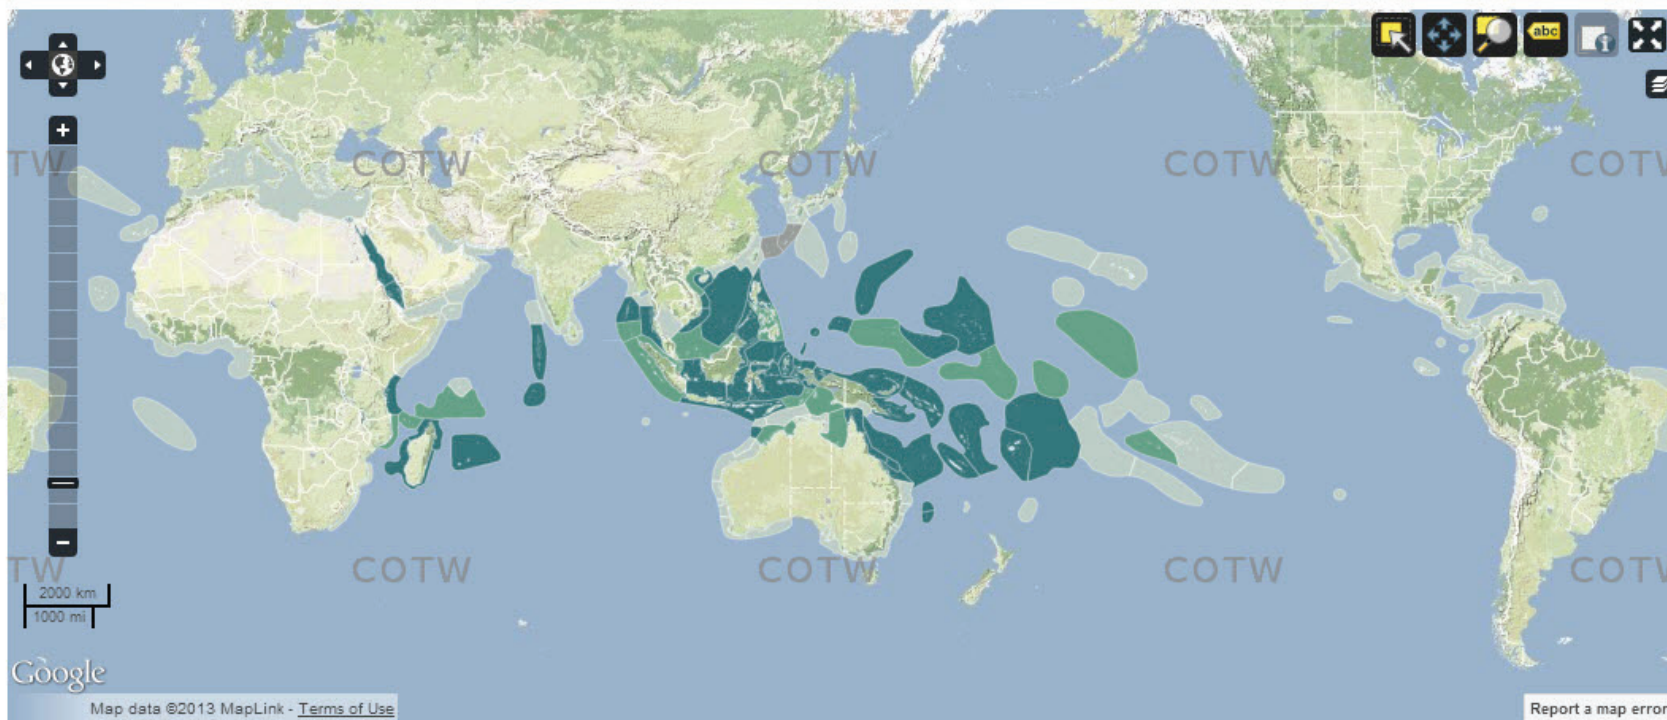 abc
TW COTW COTW COTW COTW
+
−
TW COTW COTW COTW COTW
2000 km
1000 mi
Google
Map data ©2013 MapLink - Terms of Use
Report a map error